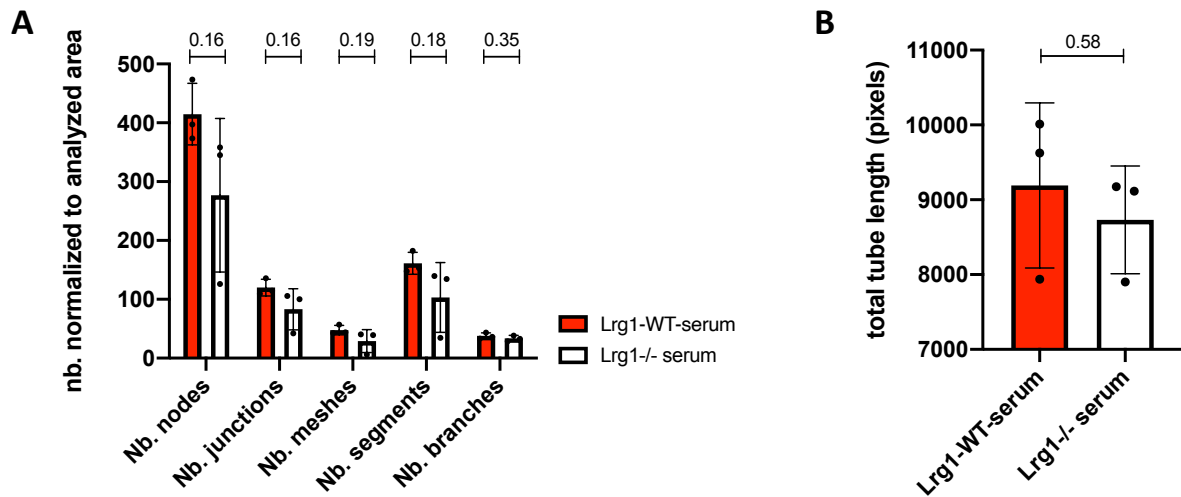 A
0.16 0.16 0.19 0.18 0.35
nb. normalized to analyzed area
500
400
300
200
100
0
Nb. nodes
Nb. junctions
Nb. meshes
Nb. segments
Nb. branches
Lrg1-WT-serum
Lrg1-/- serum
B
0.58
total tube length (pixels)
11000
10000
9000
8000
7000
Lrg1-WT-serum
Lrg1-/- serum